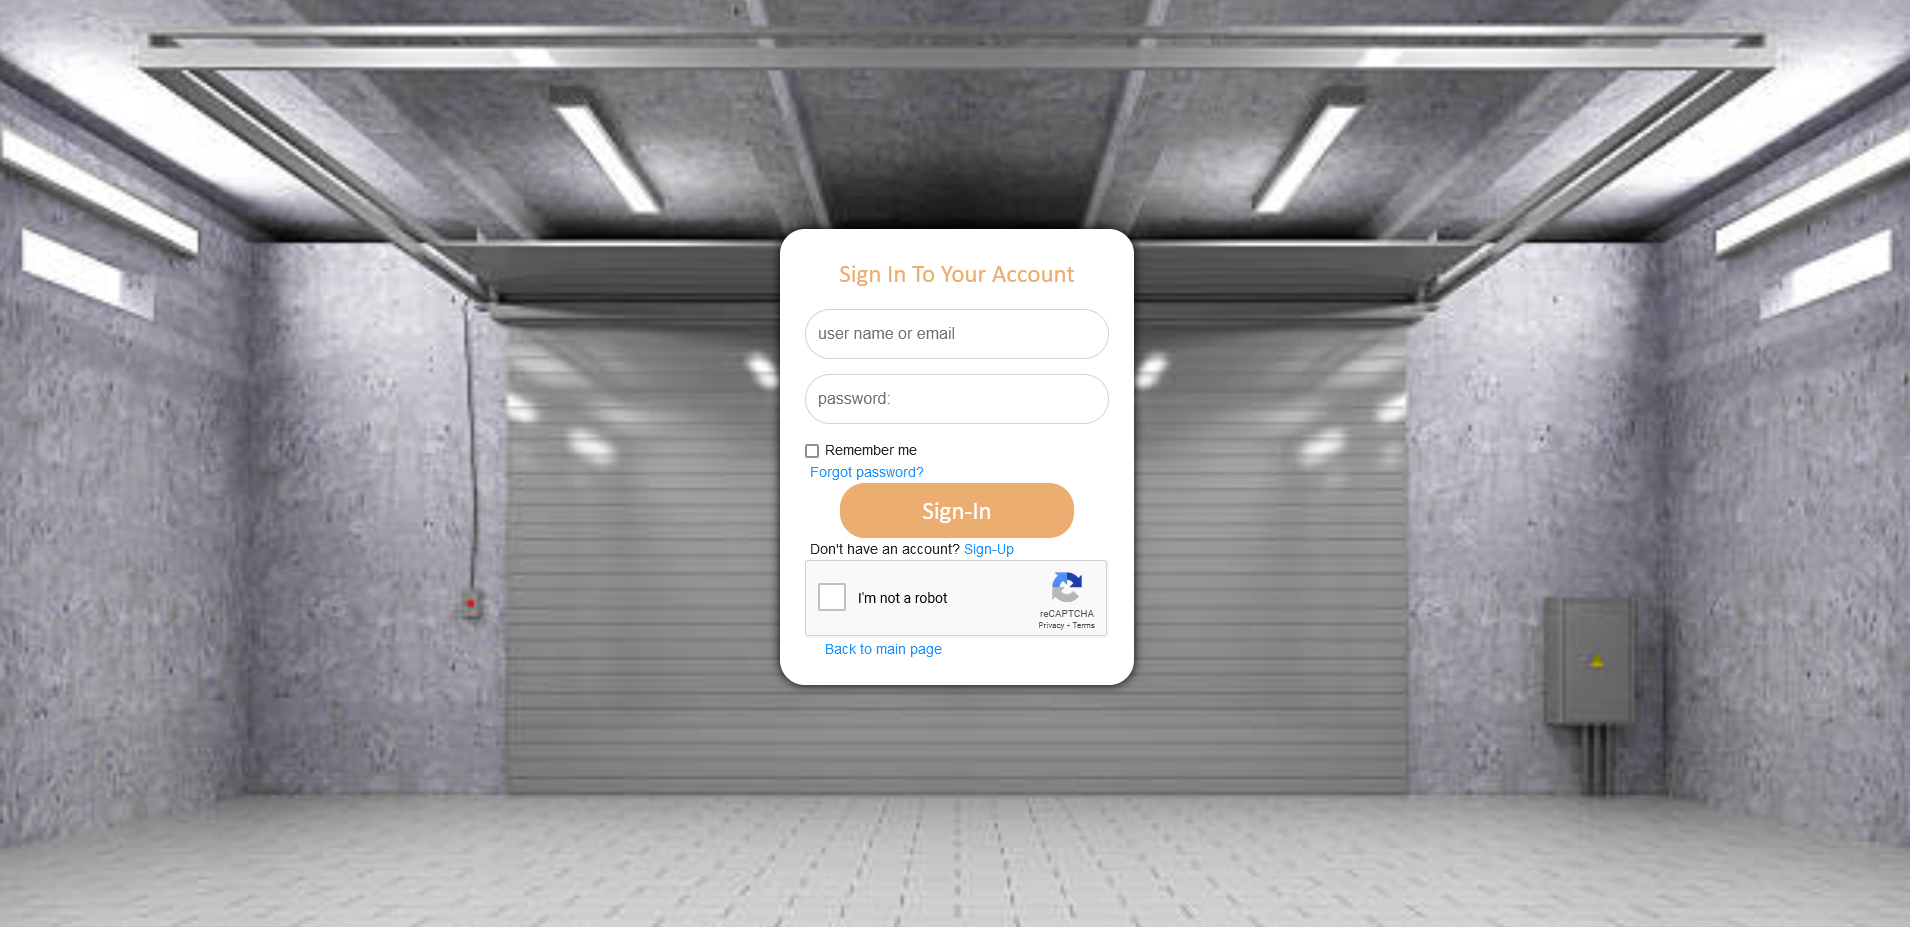 Sign In To Your Account
user name or email
password:
Remember me
Forgot password?
Sign-In
Don't have an account? Sign-Up
I'm not a robot
reCAPTCHA
Privacy - Terms
Back to main page